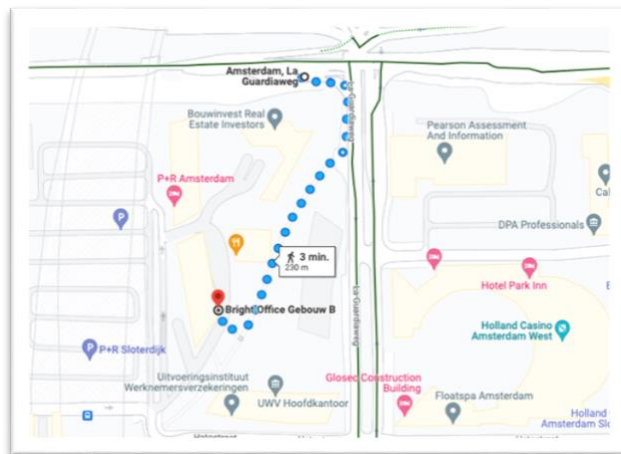 Amsterdam, La
Guardiaweg
Bouwinvest Real
Estate Investors
La Guardiaweg
Pearson Assessment
And Information
P+R Amsterdam
P
DPA Professionals
3 min.
230 m
Hotel Park Inn
Bright Office Gebouw B
La Guardiaweg
Holland Casino
Amsterdam West
P
P+R Sloterdijk
Uitvoeringsinstituut
Werknemersverzekeringen
UWV Hoofdkantoor
Glosec Construction
Building
Floatspa Amsterdam
Holland
Amsterdam Slo